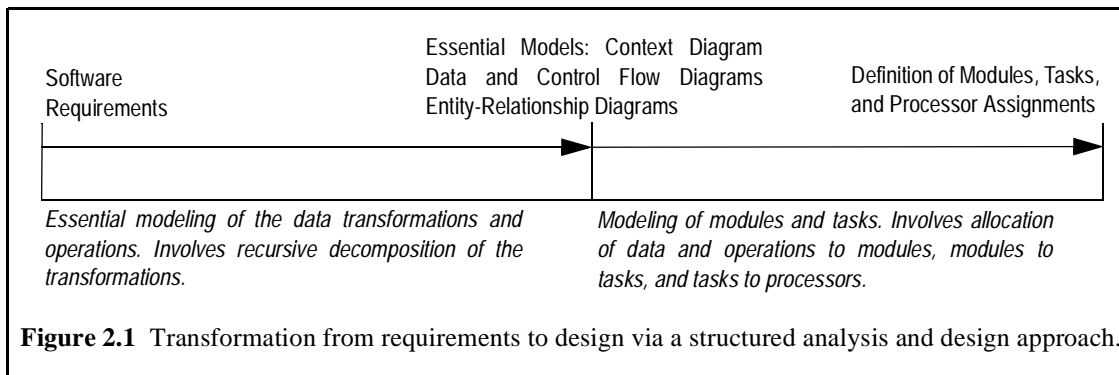 Software
Requirements
Essential Models: Context Diagram
Data and Control Flow Diagrams
Entity-Relationship Diagrams
Definition of Modules, Tasks,
and Processor Assignments
Essential modeling of the data transformations and
operations. Involves recursive decomposition of the
transformations.
Modeling of modules and tasks. Involves allocation
of data and operations to modules, modules to
tasks, and tasks to processors.
Figure 2.1 Transformation from requirements to design via a structured analysis and design approach.